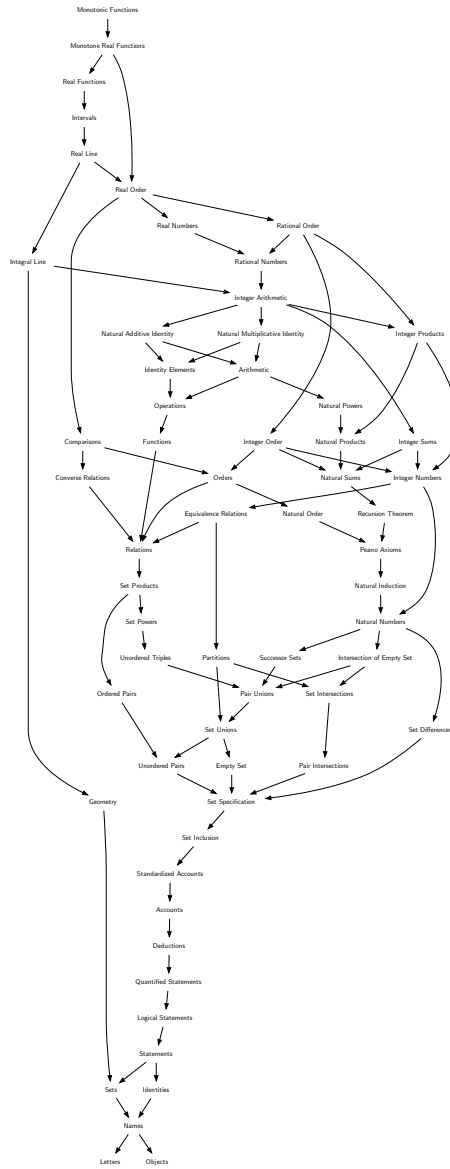 Monotonic Functions
Monotone Real Functions
Real Functions
Intervals
Real Line
Real Order
Real Numbers
Rational Order
Integral Line
Rational Numbers
Integer Arithmetic
Natural Additive Identity
Natural Multiplicative Identity
Integer Products
Identity Elements
Arithmetic
Operations
Natural Powers
Comparisons
Functions
Integer Order
Natural Products
Integer Sums
Converse Relations
Orders
Natural Sums
Integer Numbers
Equivalence Relations
Natural Order
Recursion Theorem
Relations
Peano Axioms
Set Products
Natural Induction
Set Powers
Natural Numbers
Unordered Triples
Partitions
Successor Sets
Intersection of Empty Set
Ordered Pairs
Pair Unions
Set Intersections
Set Unions
Set Differences
Unordered Pairs
Empty Set
Pair Intersections
Geometry
Set Specification
Set Inclusion
Standardized Accounts
Accounts
Deductions
Quantified Statements
Logical Statements
Statements
Sets
Identities
Names
Letters
Objects